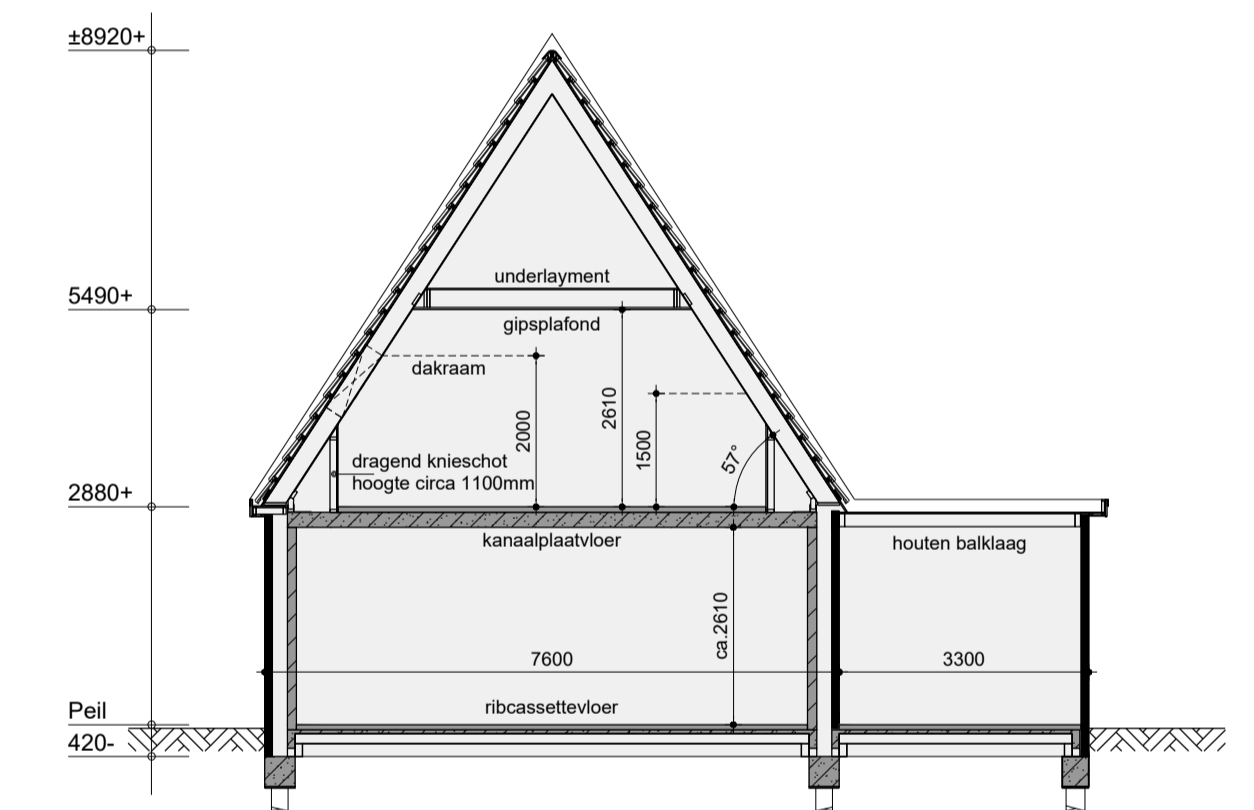 ±8920+
underlayment
5490+
gipsplafond
dakraam
2000
2610
1500
57°
dragend knieschot
hoogte circa 1100mm
2880+
kanaalplaatvloer
houten balklaag
ca.2610
7600
3300
ribcassettevloer
Peil
420-